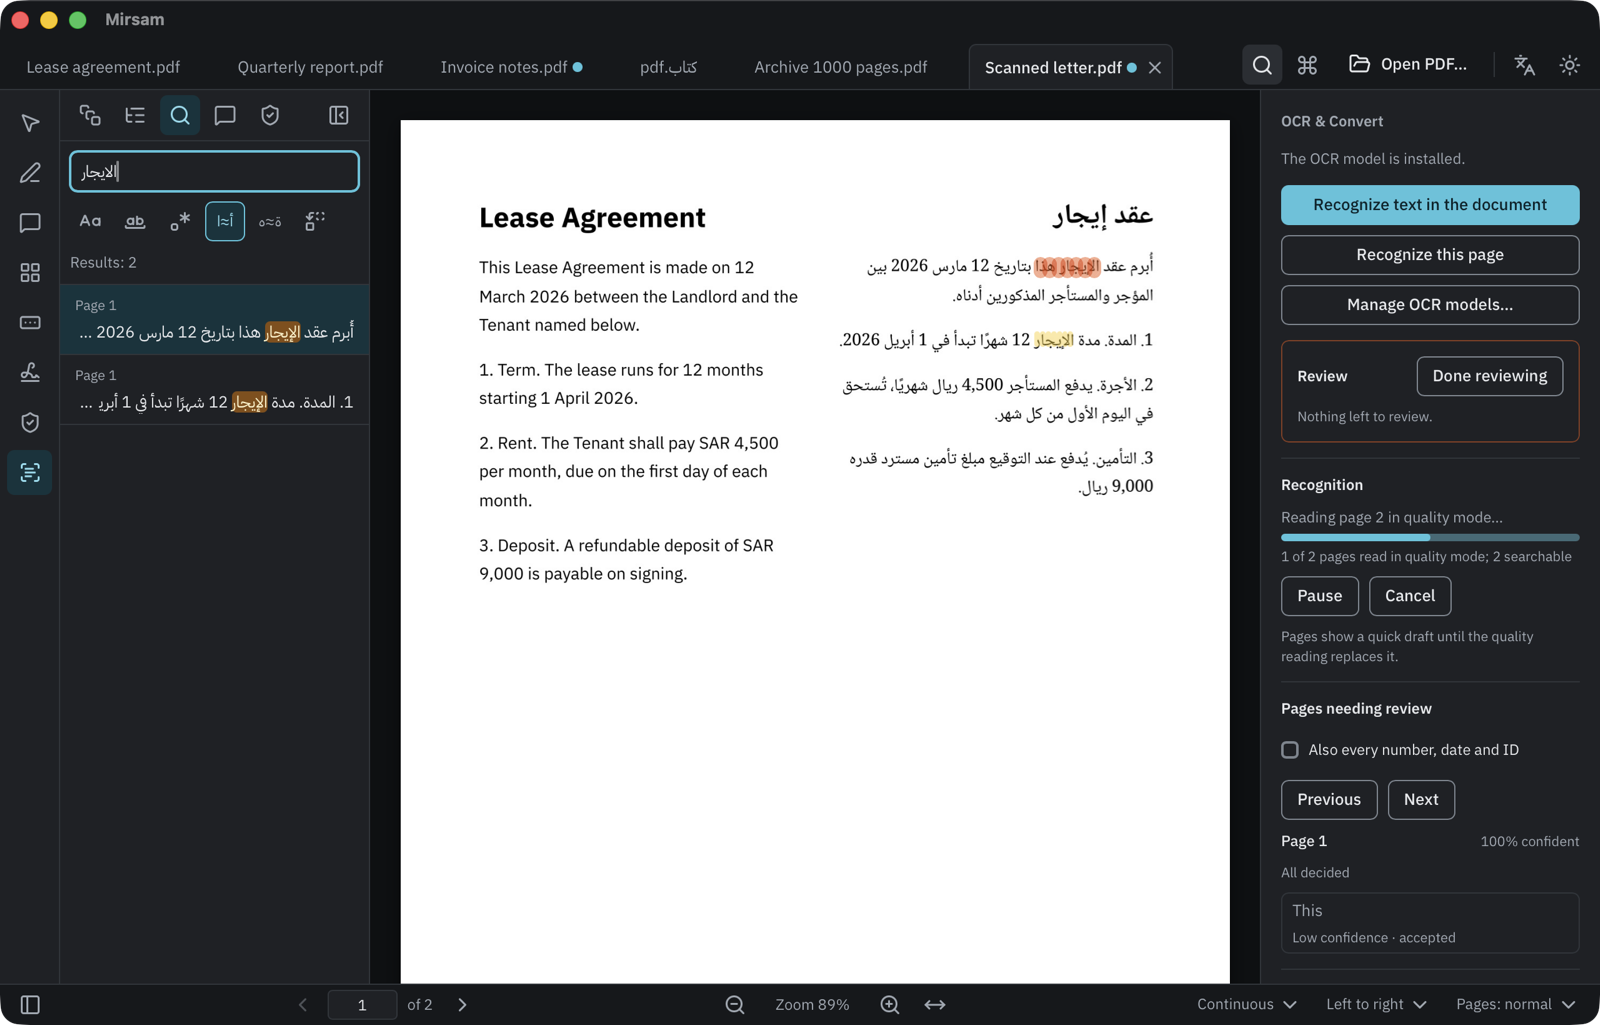 Mirsam
Lease agreement.pdf
Quarterly report.pdf
Invoice notes.pdf
كتاب.pdf
Archive 1000 pages.pdf
Scanned letter.pdf
Open PDF...
الايجار
Aa
ab
أ≈ا
ة≈ه
Results: 2
Page 1
أُبرم عقد الإيجار هذا بتاريخ 12 مارس 2026 ...
Page 1
1. المدة. مدة الإيجار 12 شهرًا تبدأ في 1 أبري ...
Lease Agreement
This Lease Agreement is made on 12
March 2026 between the Landlord and the
Tenant named below.
1. Term. The lease runs for 12 months
starting 1 April 2026.
2. Rent. The Tenant shall pay SAR 4,500
per month, due on the first day of each
month.
3. Deposit. A refundable deposit of SAR
9,000 is payable on signing.
عقد إيجار
أُبرم عقد الإيجار هذا بتاريخ 12 مارس 2026 بين
المؤجر والمستأجر المذكورين أدناه.
1. المدة. مدة الإيجار 12 شهرًا تبدأ في 1 أبريل 2026.
2. الأجرة. يدفع المستأجر 4,500 ريال شهريًا، تُستحق
في اليوم الأول من كل شهر.
3. التأمين. يُدفع عند التوقيع مبلغ تأمين مسترد قدره
9,000 ريال.
OCR & Convert
The OCR model is installed.
Recognize text in the document
Recognize this page
Manage OCR models...
Review
Done reviewing
Nothing left to review.
Recognition
Reading page 2 in quality mode...
1 of 2 pages read in quality mode; 2 searchable
Pause
Cancel
Pages show a quick draft until the quality
reading replaces it.
Pages needing review
Also every number, date and ID
Previous
Next
Page 1
100% confident
All decided
This
Low confidence · accepted
1
of 2
Zoom 89%
Continuous
Left to right
Pages: normal